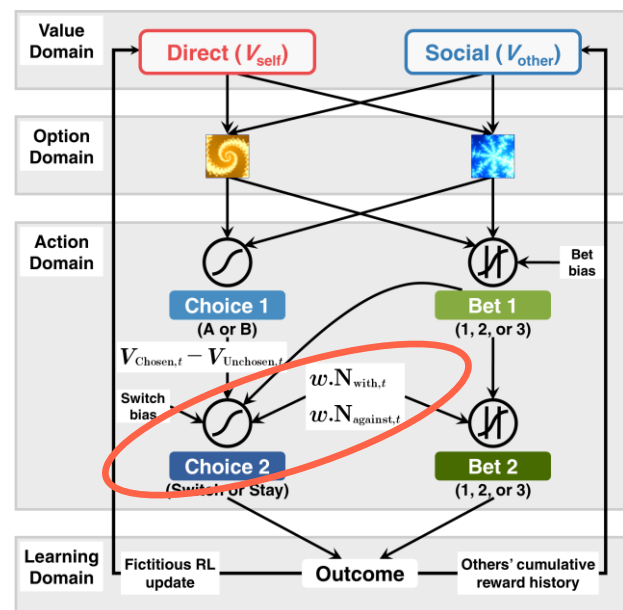 Value
Domain
Direct (Vself)
Social (Vother)
Option
Domain
Action
Domain
Bet
bias
Choice 1
(A or B)
Bet 1
(1, 2, or 3)
VChosen,t − VUnchosen,t
w.Nwith,t
w.Nagainst,t
Switch
bias
Choice 2
(Switch or Stay)
Bet 2
(1, 2, or 3)
Learning
Domain
Fictitious RL
update
Outcome
Others' cumulative
reward history